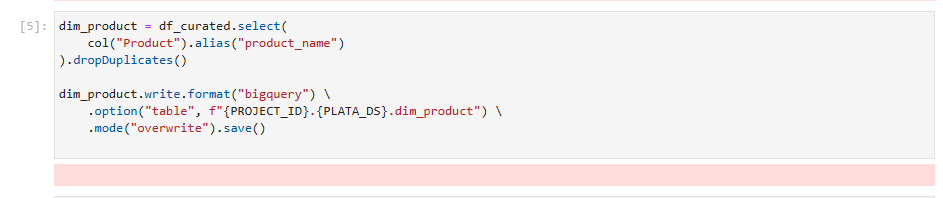 [5]: dim_product = df_curated.select(
    col("Product").alias("product_name")
).dropDuplicates()
dim_product.write.format("bigquery") \
    .option("table", f"{PROJECT_ID}.{PLATA_DS}.dim_product") \
    .mode("overwrite").save()